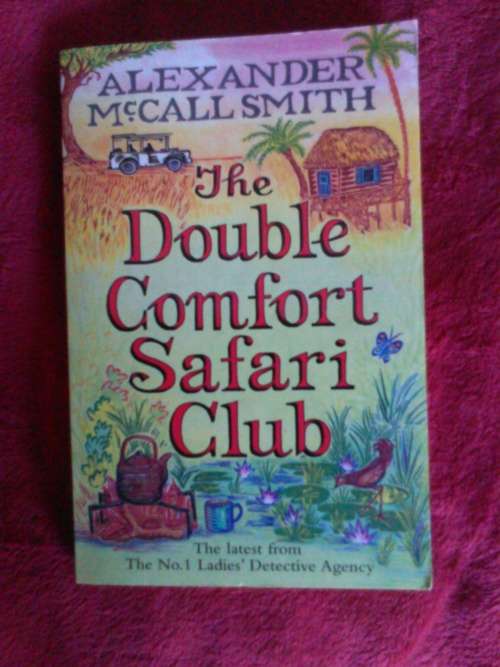 ALEXANDER
McCALL SMITH
The
Double
Comfort
Safari
Club
The latest from
The No.1 Ladies' Detective Agency